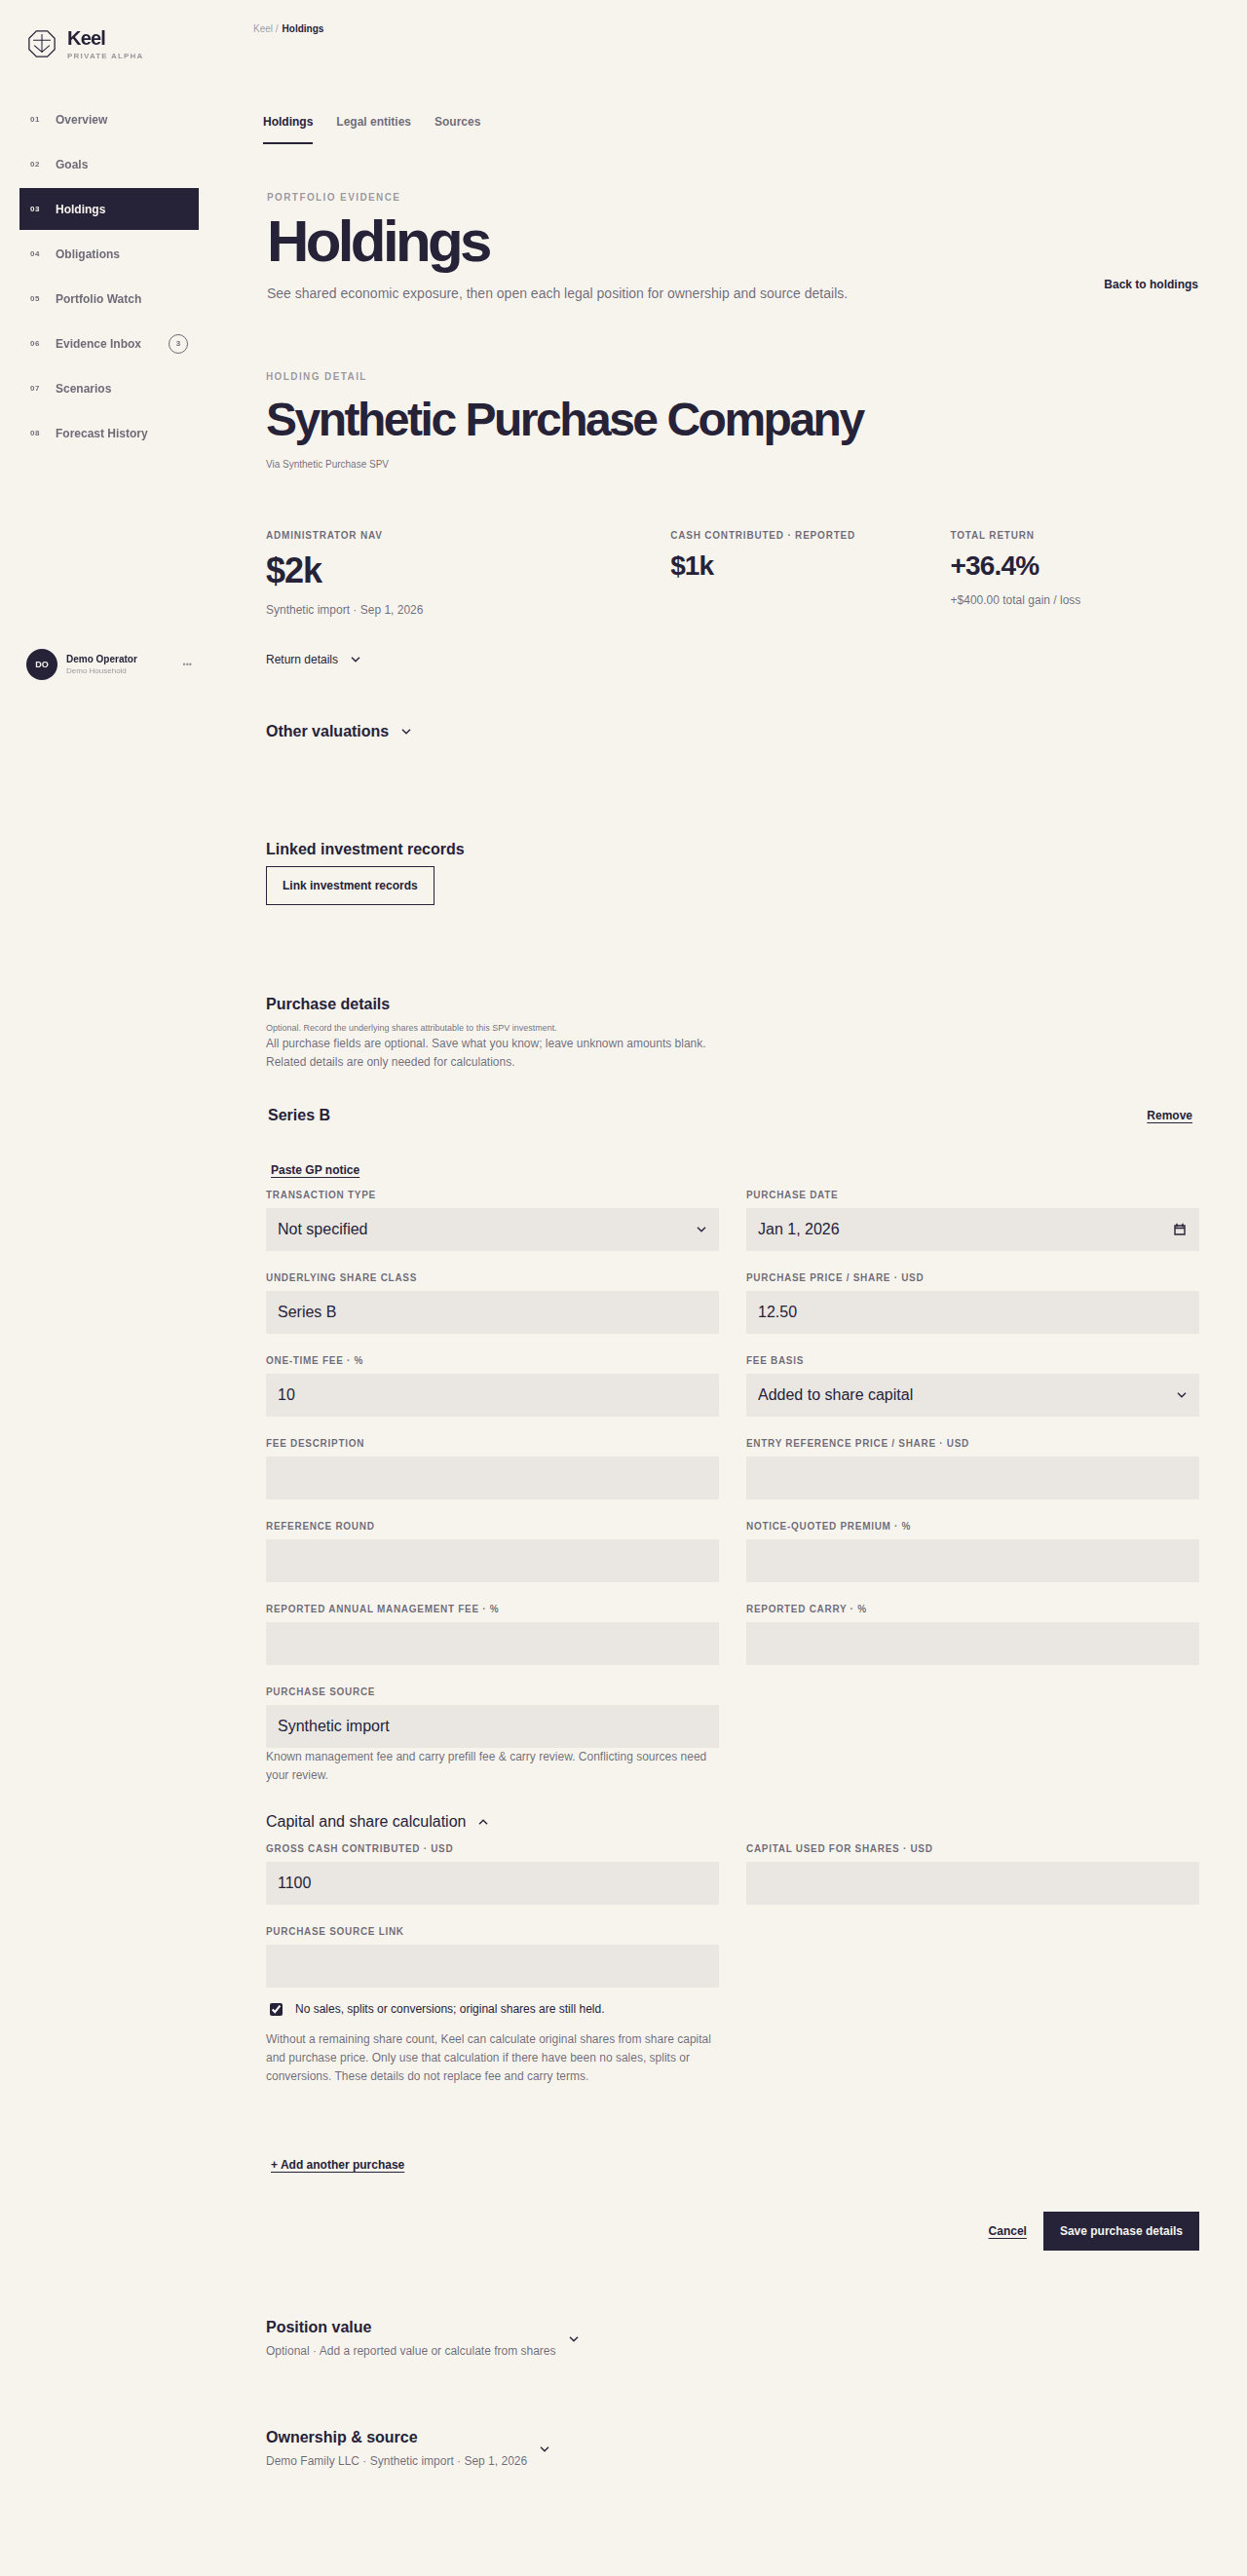 Keel
PRIVATE ALPHA
Keel / Holdings
01 Overview
02 Goals
03 Holdings
04 Obligations
05 Portfolio Watch
06 Evidence Inbox 3
07 Scenarios
08 Forecast History
DO Demo Operator ...
Demo Household
Holdings Legal entities Sources
PORTFOLIO EVIDENCE
Holdings
See shared economic exposure, then open each legal position for ownership and source details.
Back to holdings
HOLDING DETAIL
Synthetic Purchase Company
Via Synthetic Purchase SPV
ADMINISTRATOR NAV
$2k
Synthetic import · Sep 1, 2026
CASH CONTRIBUTED · REPORTED
$1k
TOTAL RETURN
+36.4%
+$400.00 total gain / loss
Return details
Other valuations
Linked investment records
Link investment records
Purchase details
Optional. Record the underlying shares attributable to this SPV investment.
All purchase fields are optional. Save what you know; leave unknown amounts blank.
Related details are only needed for calculations.
Series B
Remove
Paste GP notice
TRANSACTION TYPE
Not specified
PURCHASE DATE
Jan 1, 2026
UNDERLYING SHARE CLASS
Series B
PURCHASE PRICE / SHARE · USD
12.50
ONE-TIME FEE · %
10
FEE BASIS
Added to share capital
FEE DESCRIPTION
ENTRY REFERENCE PRICE / SHARE · USD
REFERENCE ROUND
NOTICE-QUOTED PREMIUM · %
REPORTED ANNUAL MANAGEMENT FEE · %
REPORTED CARRY · %
PURCHASE SOURCE
Synthetic import
Known management fee and carry prefill fee & carry review. Conflicting sources need
your review.
Capital and share calculation
GROSS CASH CONTRIBUTED · USD
1100
CAPITAL USED FOR SHARES · USD
PURCHASE SOURCE LINK
No sales, splits or conversions; original shares are still held.
Without a remaining share count, Keel can calculate original shares from share capital
and purchase price. Only use that calculation if there have been no sales, splits or
conversions. These details do not replace fee and carry terms.
+ Add another purchase
Cancel
Save purchase details
Position value
Optional · Add a reported value or calculate from shares
Ownership & source
Demo Family LLC · Synthetic import · Sep 1, 2026